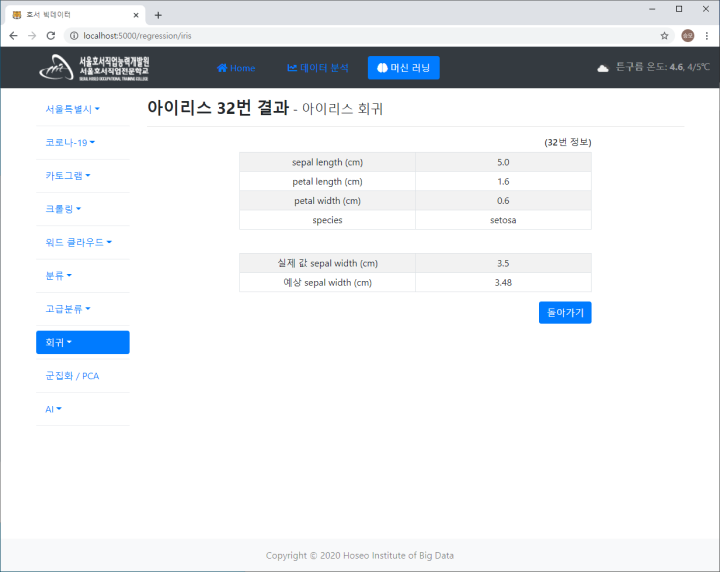 호서 빅데이터
localhost:5000/regression/iris
서울호서직업능력개발원
서울호서직업전문학교
SEOUL HOSEO OCCUPATIONAL TRAINING COLLEGE
Home
데이터 분석
머신 러닝
튼구름 온도: 4.6, 4/5℃
서울특별시
코로나-19
카토그램
크롤링
워드 클라우드
분류
고급분류
회귀
군집화 / PCA
AI
아이리스 32번 결과 - 아이리스 회귀
(32번 정보)
sepal length (cm) 5.0
petal length (cm) 1.6
petal width (cm) 0.6
species setosa
실제 값 sepal width (cm) 3.5
예상 sepal width (cm) 3.48
돌아가기
Copyright © 2020 Hoseo Institute of Big Data